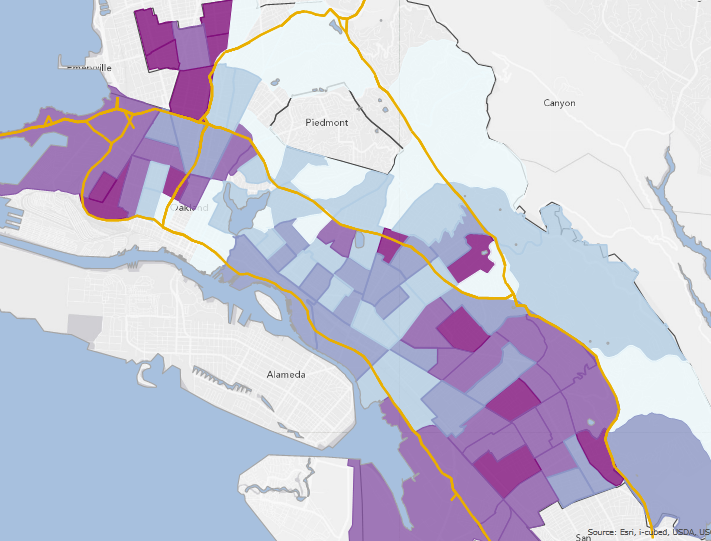 Emeryville
Canyon
Piedmont
Oakland
Alameda
Source: Esri, i-cubed, USDA, US
San